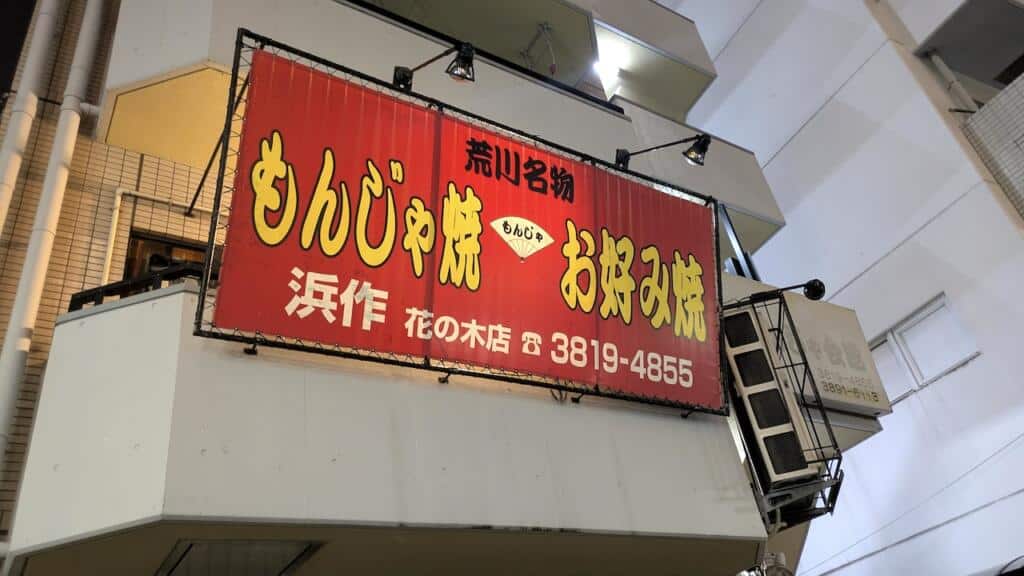 荒川名物
もんじゃ焼
もんじゃ
お好み焼
浜作 花の木店 ☎ 3819-4855